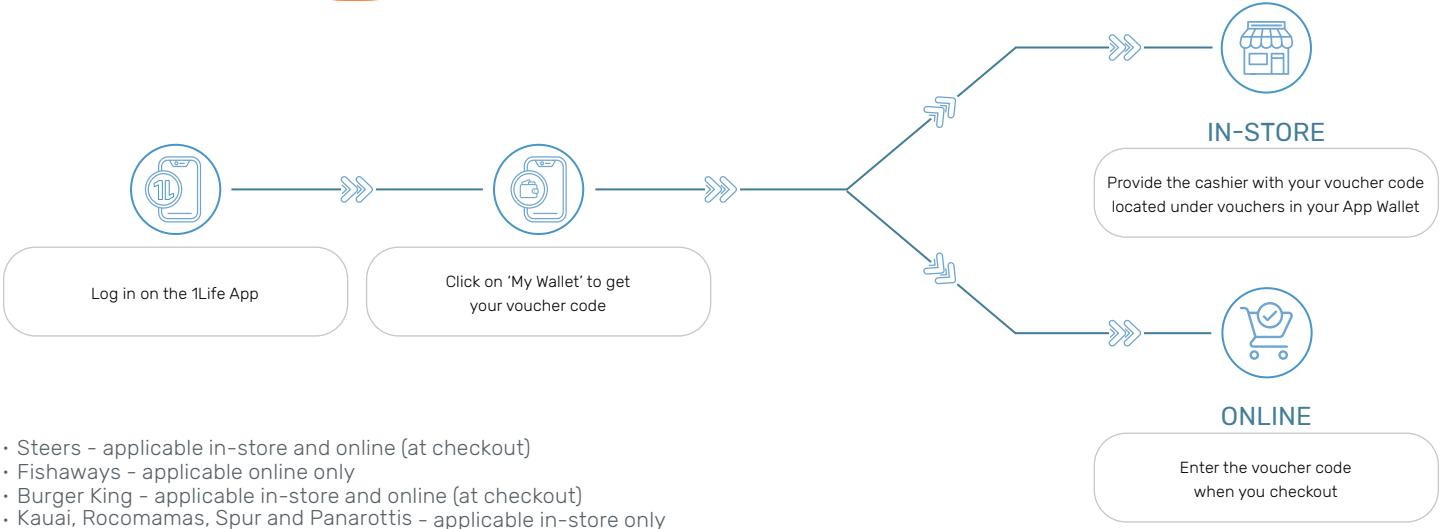 Log in on the 1Life App
Click on ‘My Wallet’ to get
your voucher code
IN-STORE
Provide the cashier with your voucher code
located under vouchers in your App Wallet
ONLINE
Enter the voucher code
when you checkout
• Steers - applicable in-store and online (at checkout)
• Fishaways - applicable online only
• Burger King - applicable in-store and online (at checkout)
• Kauai, Rocomamas, Spur and Panarottis - applicable in-store only